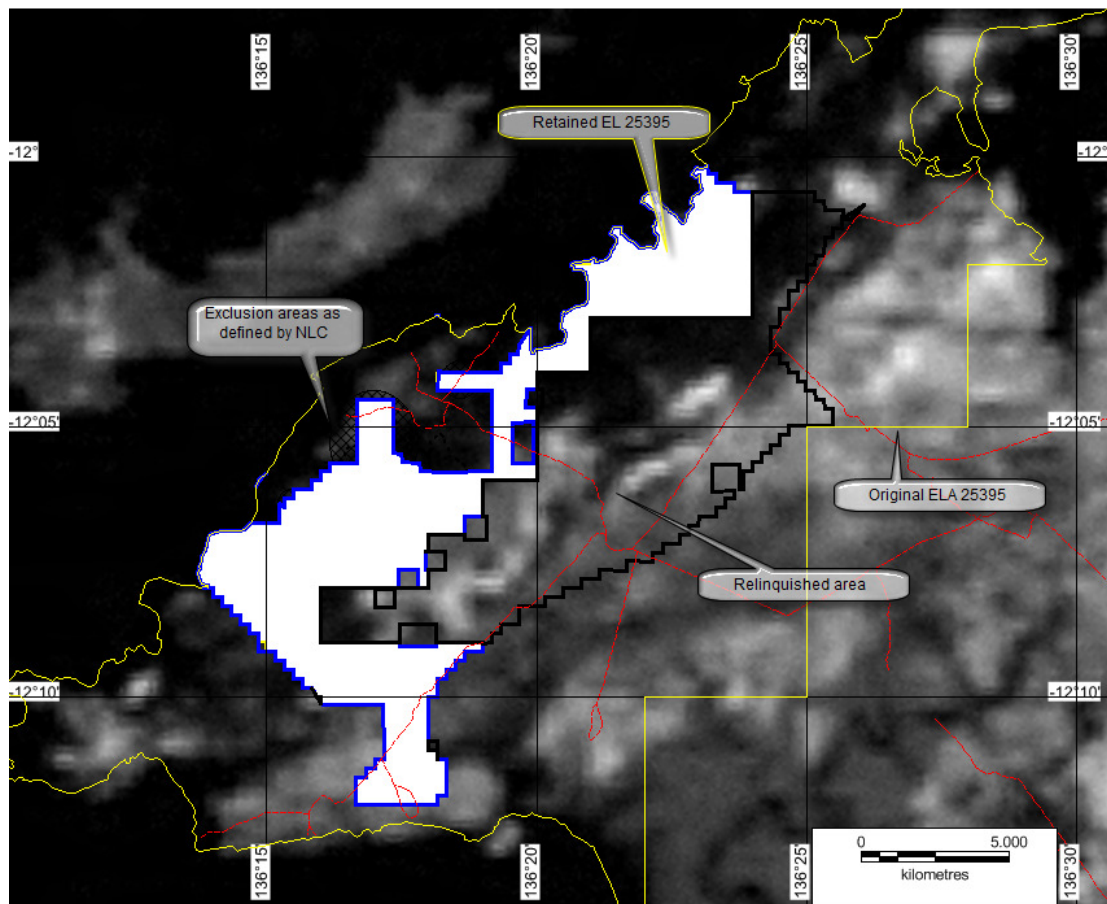 136°15'
136°20'
136°25'
136°30'
Retained EL 25395
-12°
-12°
Exclusion areas as
defined by NLC
-12°05'
-12°05'
Original ELA 25395
Relinquished area
-12°10'
-12°10'
0 5.000
kilometres
136°15'
136°20'
136°25'
136°30'